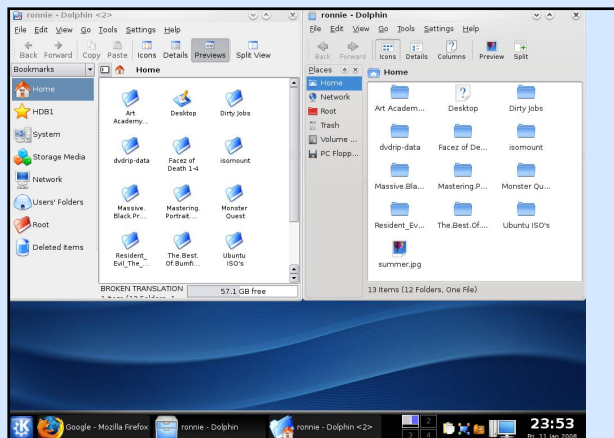 ronnie - Dolphin <2>
File Edit View Go Tools Settings Help
Back Forward Copy Paste Icons Details Previews Split View
Bookmarks
Home
Home
HDB1
System
Storage Media
Network
Users' Folders
Root
Deleted Items
Art Academy...
Desktop
Dirty Jobs
dvdrip-data
Facez of Death 1-4
isomount
Massive.Black.Pr...
Mastering.Portrait....
Monster Quest
Resident_Evil_The_...
The.Best.Of.Bumfi...
Ubuntu ISO's
BROKEN TRANSLATION
57.1 GB free
ronnie - Dolphin
File Edit View Go Tools Settings Help
Back Forward Icons Details Columns Preview Split
Places
Home
Home
Network
Root
Trash
Volume ...
PC Flopp...
Art Academ...
Desktop
Dirty Jobs
dvdrip-data
Facez of De...
isomount
Massive.Bla...
Mastering.P...
Monster Qu...
Resident_Ev...
The.Best.Of....
Ubuntu ISO's
summer.jpg
13 Items (12 Folders, One File)
Google - Mozilla Firefox
ronnie - Dolphin
ronnie - Dolphin <2>
2
3 4
23:53
Fri, 11 Jan 2008